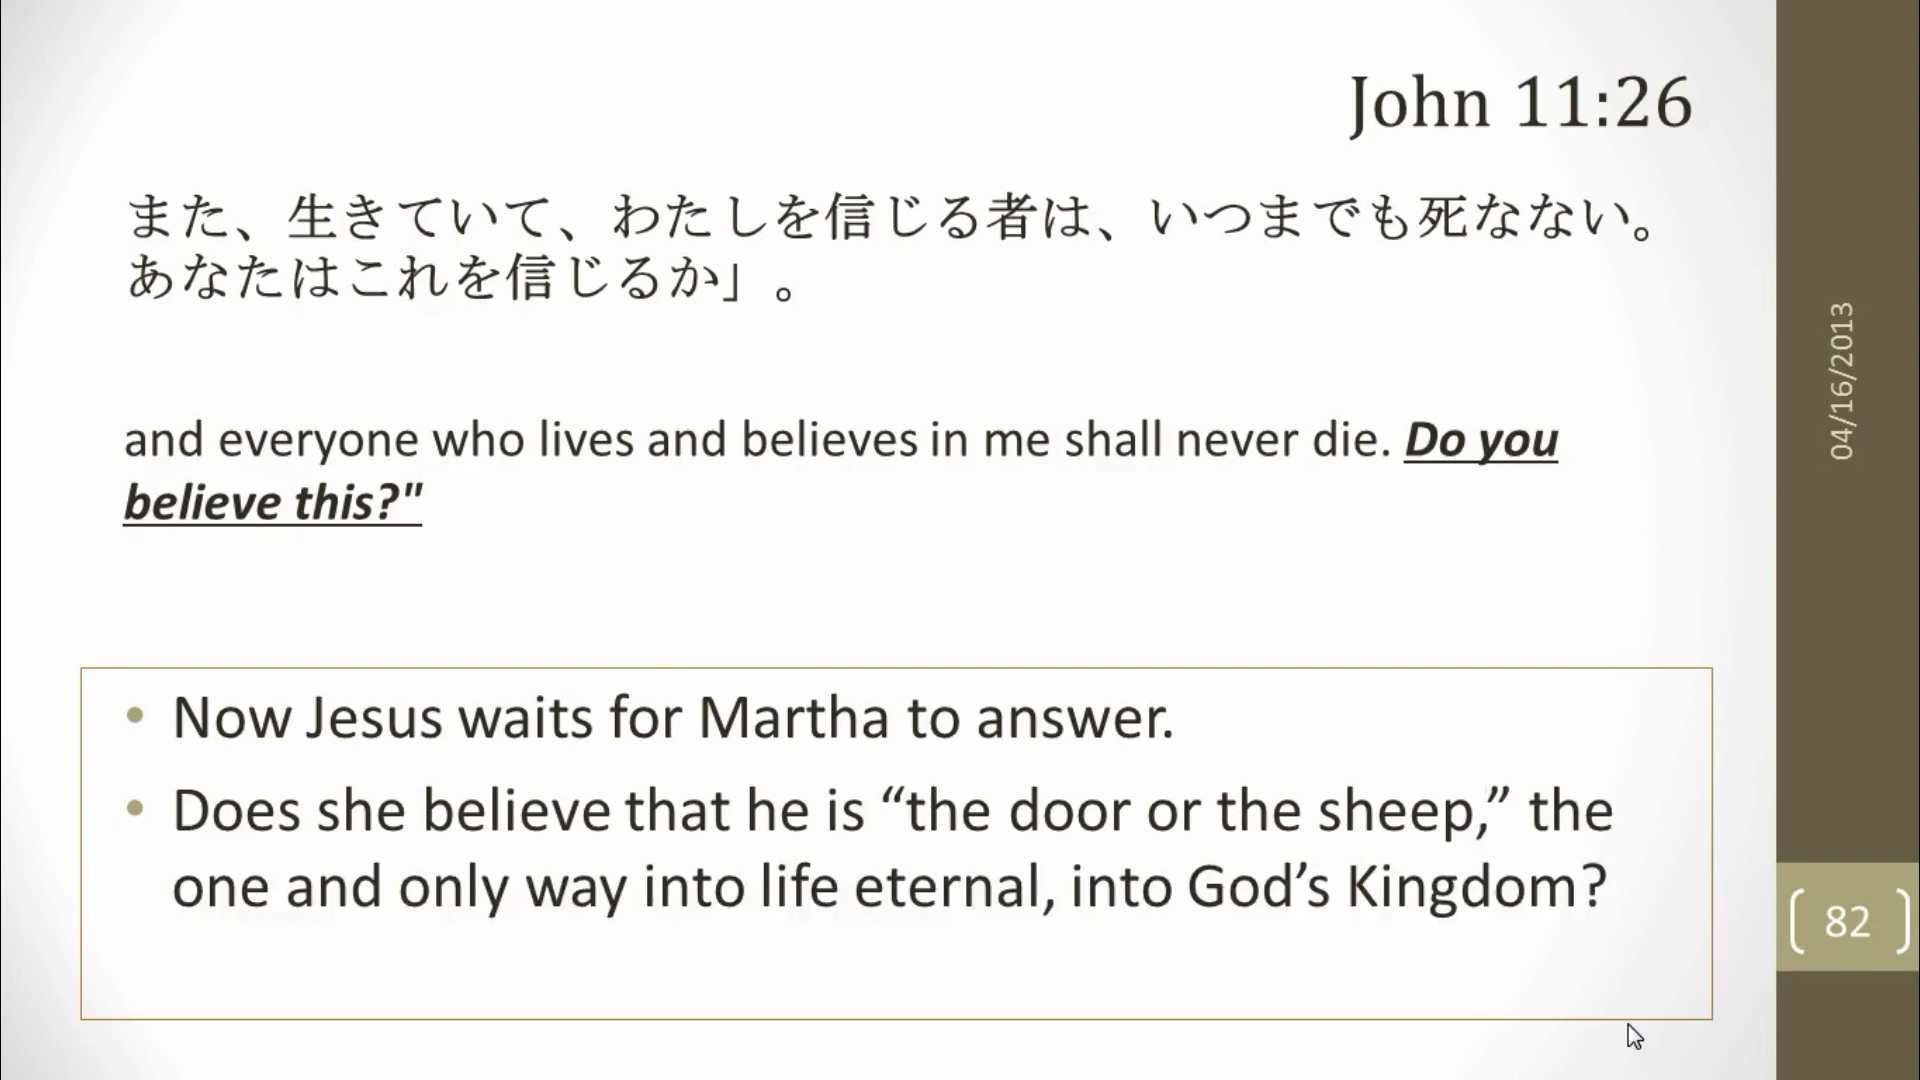 John 11:26
また、生きていて、わたしを信じる者は、いつまでも死なない。
あなたはこれを信じるか」。
and everyone who lives and believes in me shall never die. Do you
believe this?"
• Now Jesus waits for Martha to answer.
• Does she believe that he is “the door or the sheep,” the
one and only way into life eternal, into God’s Kingdom?
04/16/2013
82